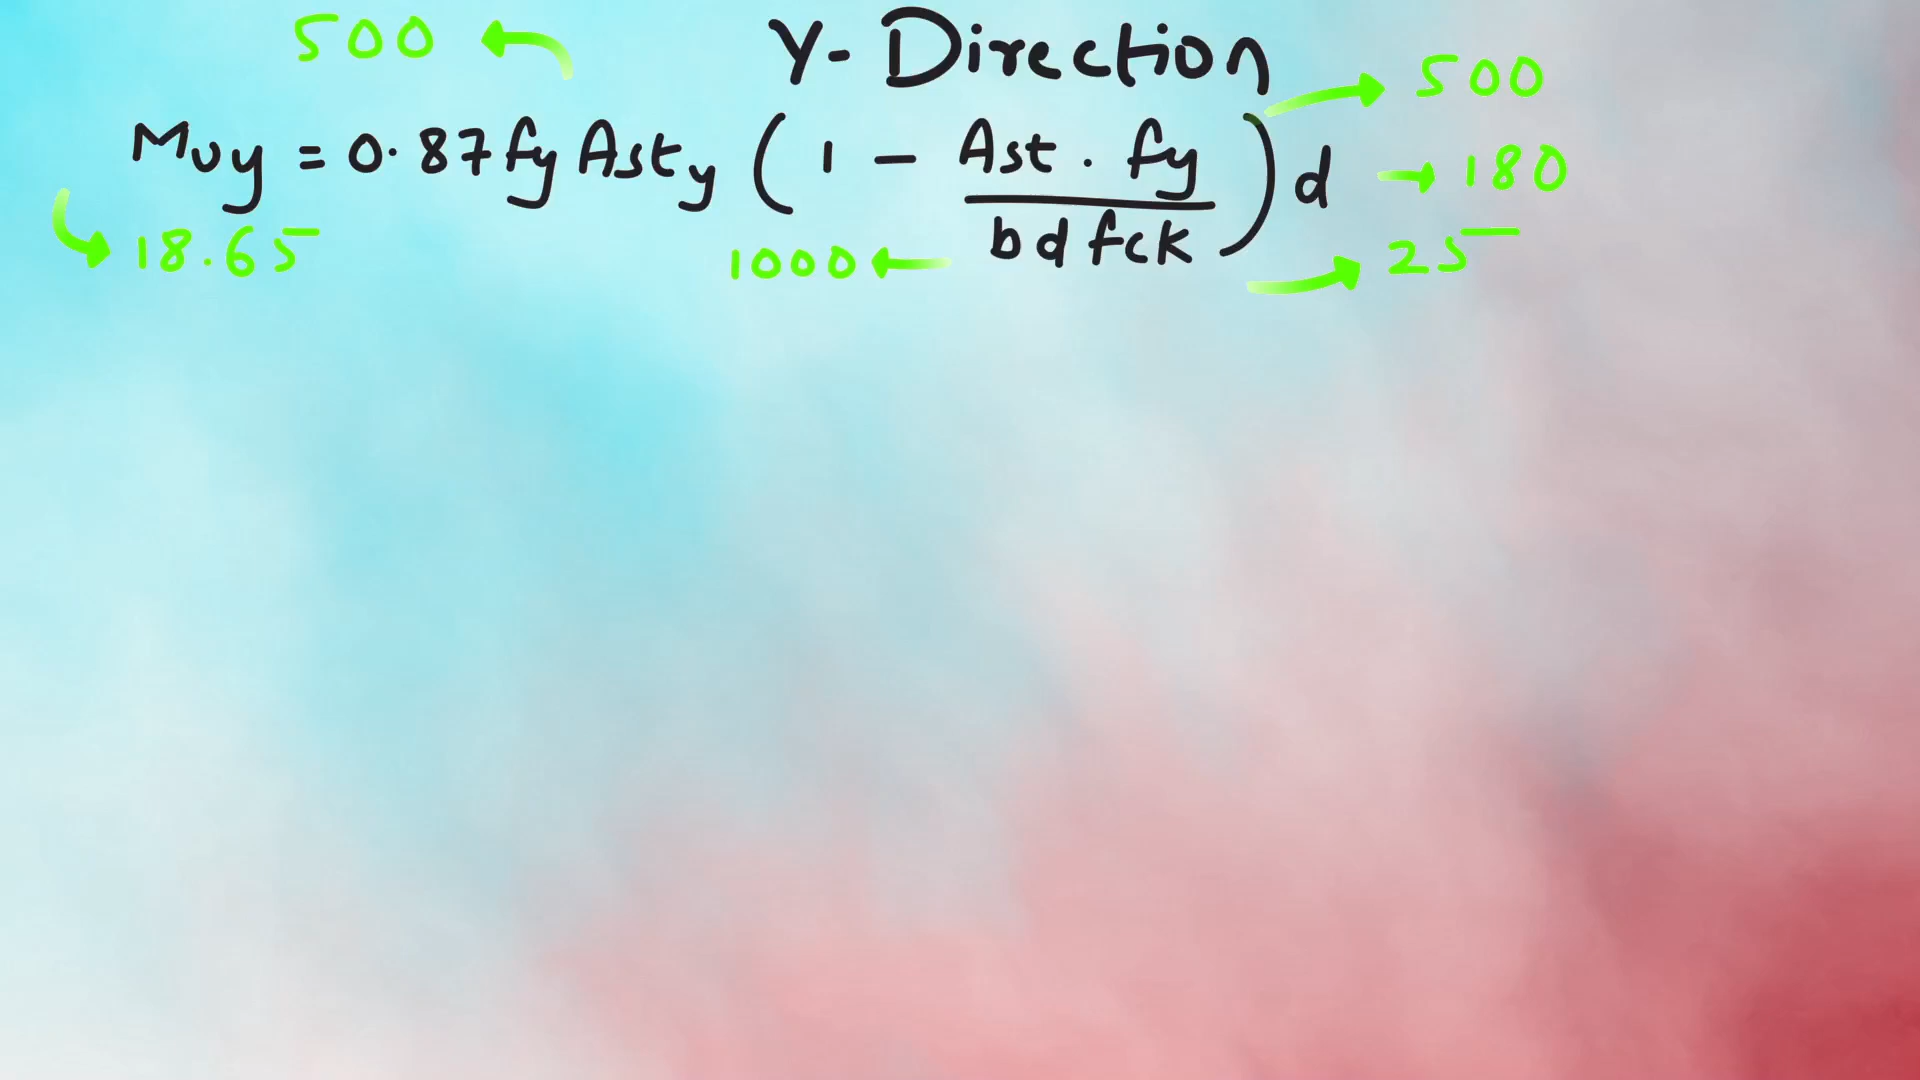 500 Y- Direction
500
Muy = 0.87 fy Asty ( 1 - Ast . fy / bd fck ) d → 180
18.65 1000 25